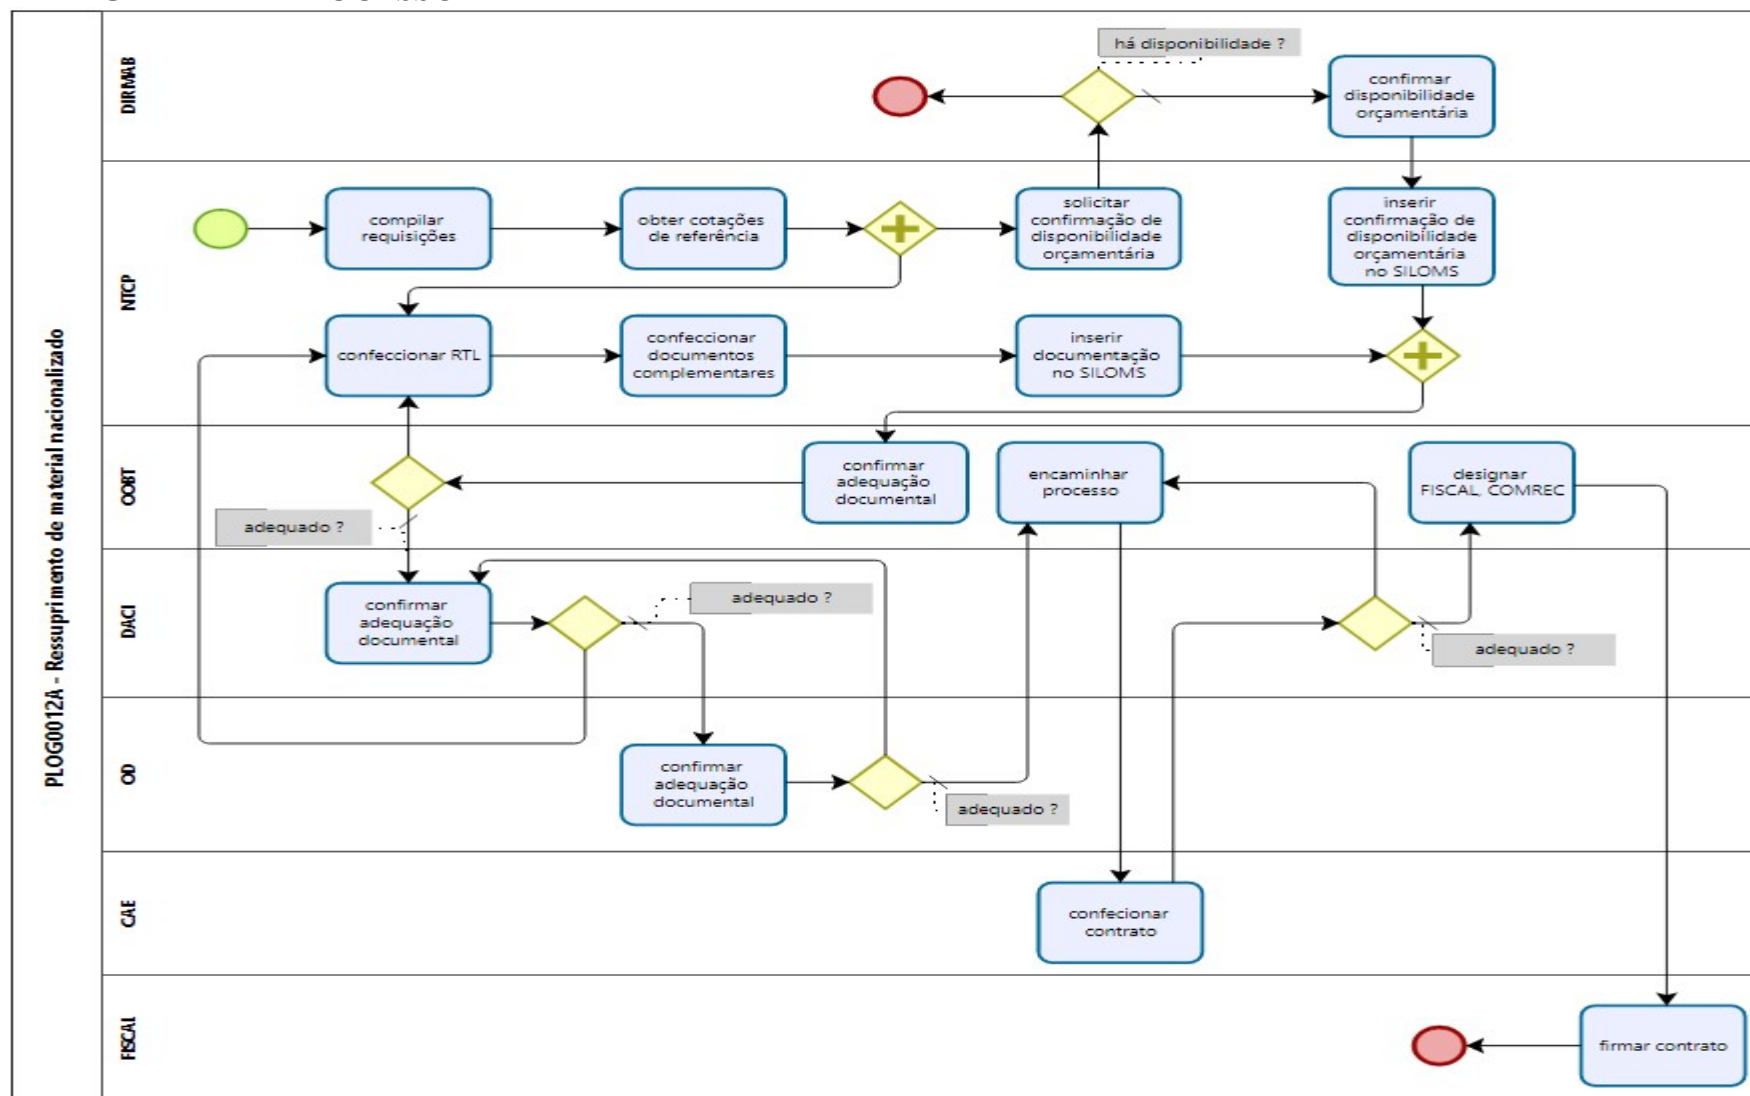 PLOG0012A - Ressuprimento de material nacionalizado
DIRMAB
há disponibilidade ?
confirmar
disponibilidade
orçamentária
NTCP
compilar
requisições
obter cotações
de referência
solicitar
confirmação de
disponibilidade
orçamentária
inserir
confirmação de
disponibilidade
orçamentária
no SILOMS
confeccionar RTL
confeccionar
documentos
complementares
inserir
documentação
no SILOMS
COBT
adequado ?
confirmar
adequação
documental
encaminhar
processo
designar
FISCAL, COMREC
DACI
confirmar
adequação
documental
adequado ?
adequado ?
OD
confirmar
adequação
documental
adequado ?
CAE
confecionar
contrato
FISCAL
firmar contrato